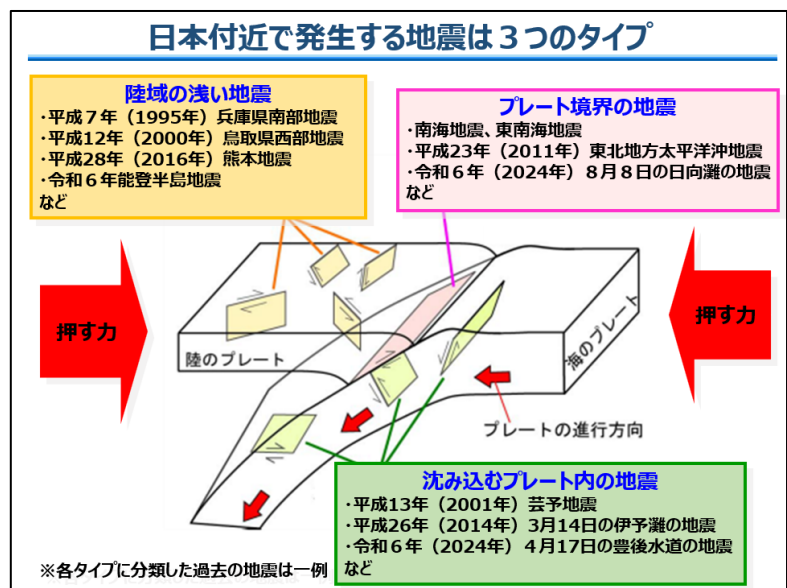 日本付近で発生する地震は３つのタイプ
陸域の浅い地震
・平成７年（1995年）兵庫県南部地震
・平成12年（2000年）鳥取県西部地震
・平成28年（2016年）熊本地震
・令和６年能登半島地震
など
プレート境界の地震
・南海地震、東南海地震
・平成23年（2011年）東北地方太平洋沖地震
・令和６年（2024年）８月８日の日向灘の地震
など
押す力
押す力
陸のプレート
海のプレート
プレートの進行方向
沈み込むプレート内の地震
・平成13年（2001年）芸予地震
・平成26年（2014年）3月14日の伊予灘の地震
・令和６年（2024年）４月17日の豊後水道の地震
など
※各タイプに分類した過去の地震は一例